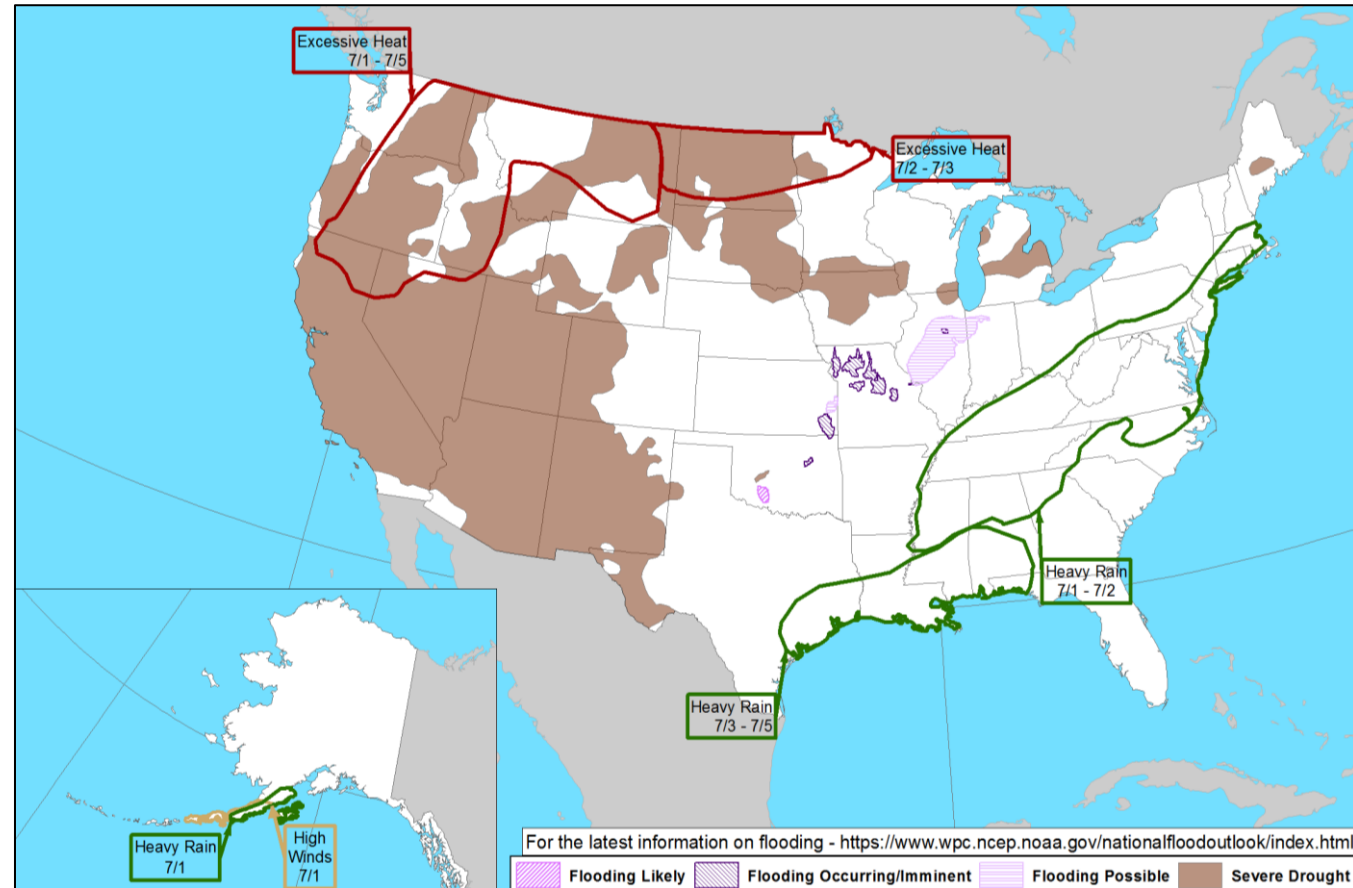 Excessive Heat
7/1 - 7/5
Excessive Heat
7/2 - 7/3
Heavy Rain
7/1 - 7/2
Heavy Rain
7/3 - 7/5
Heavy Rain
7/1
High
Winds
7/1
For the latest information on flooding - https://www.wpc.ncep.noaa.gov/nationalfloodoutlook/index.html
Flooding Likely
Flooding Occurring/Imminent
Flooding Possible
Severe Drought